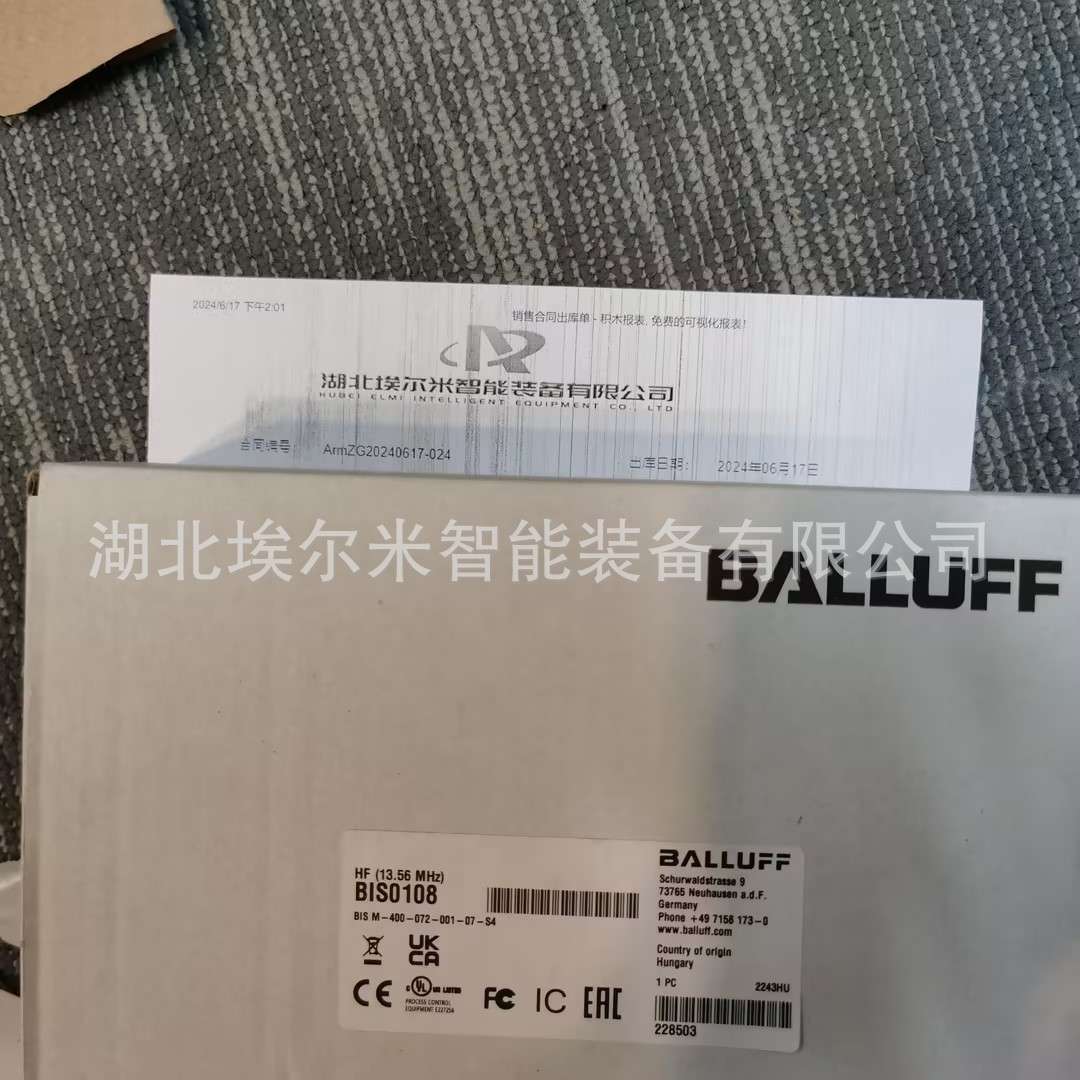 2024/6/17 下午2:01
销售合同出库单 - 积木报表, 免费的可视化报表!
湖北埃尔米智能装备有限公司
HUBEI ELMI INTELLIGENT EQUIPMENT CO., LTD
合同编号: ArmZG20240617-024
出库日期: 2024年06月17日
湖北埃尔米智能装备有限公司
BALLUFF
HF (13.56 MHz)
BIS0108
BIS M-400-072-001-07-S4
UK
CA
CE
C UL US LISTED
PROCESS CONTROL
EQUIPMENT E227256
FC
IC
EAC
BALLUFF
Schurwaldstrasse 9
73765 Neuhausen a.d.F.
Germany
Phone +49 7158 173-0
www.balluff.com
Country of origin
Hungary
1 PC 2243HU
228503